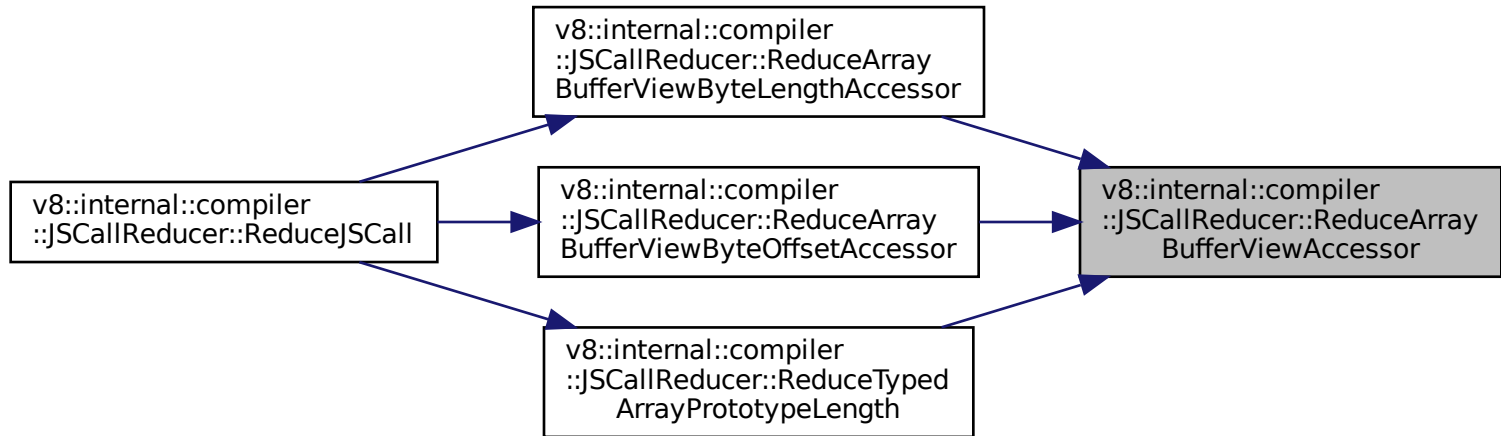 v8::internal::compiler
::JSCallReducer::ReduceJSCall
v8::internal::compiler
::JSCallReducer::ReduceArray
BufferViewByteLengthAccessor
v8::internal::compiler
::JSCallReducer::ReduceArray
BufferViewByteOffsetAccessor
v8::internal::compiler
::JSCallReducer::ReduceTyped
ArrayPrototypeLength
v8::internal::compiler
::JSCallReducer::ReduceArray
BufferViewAccessor